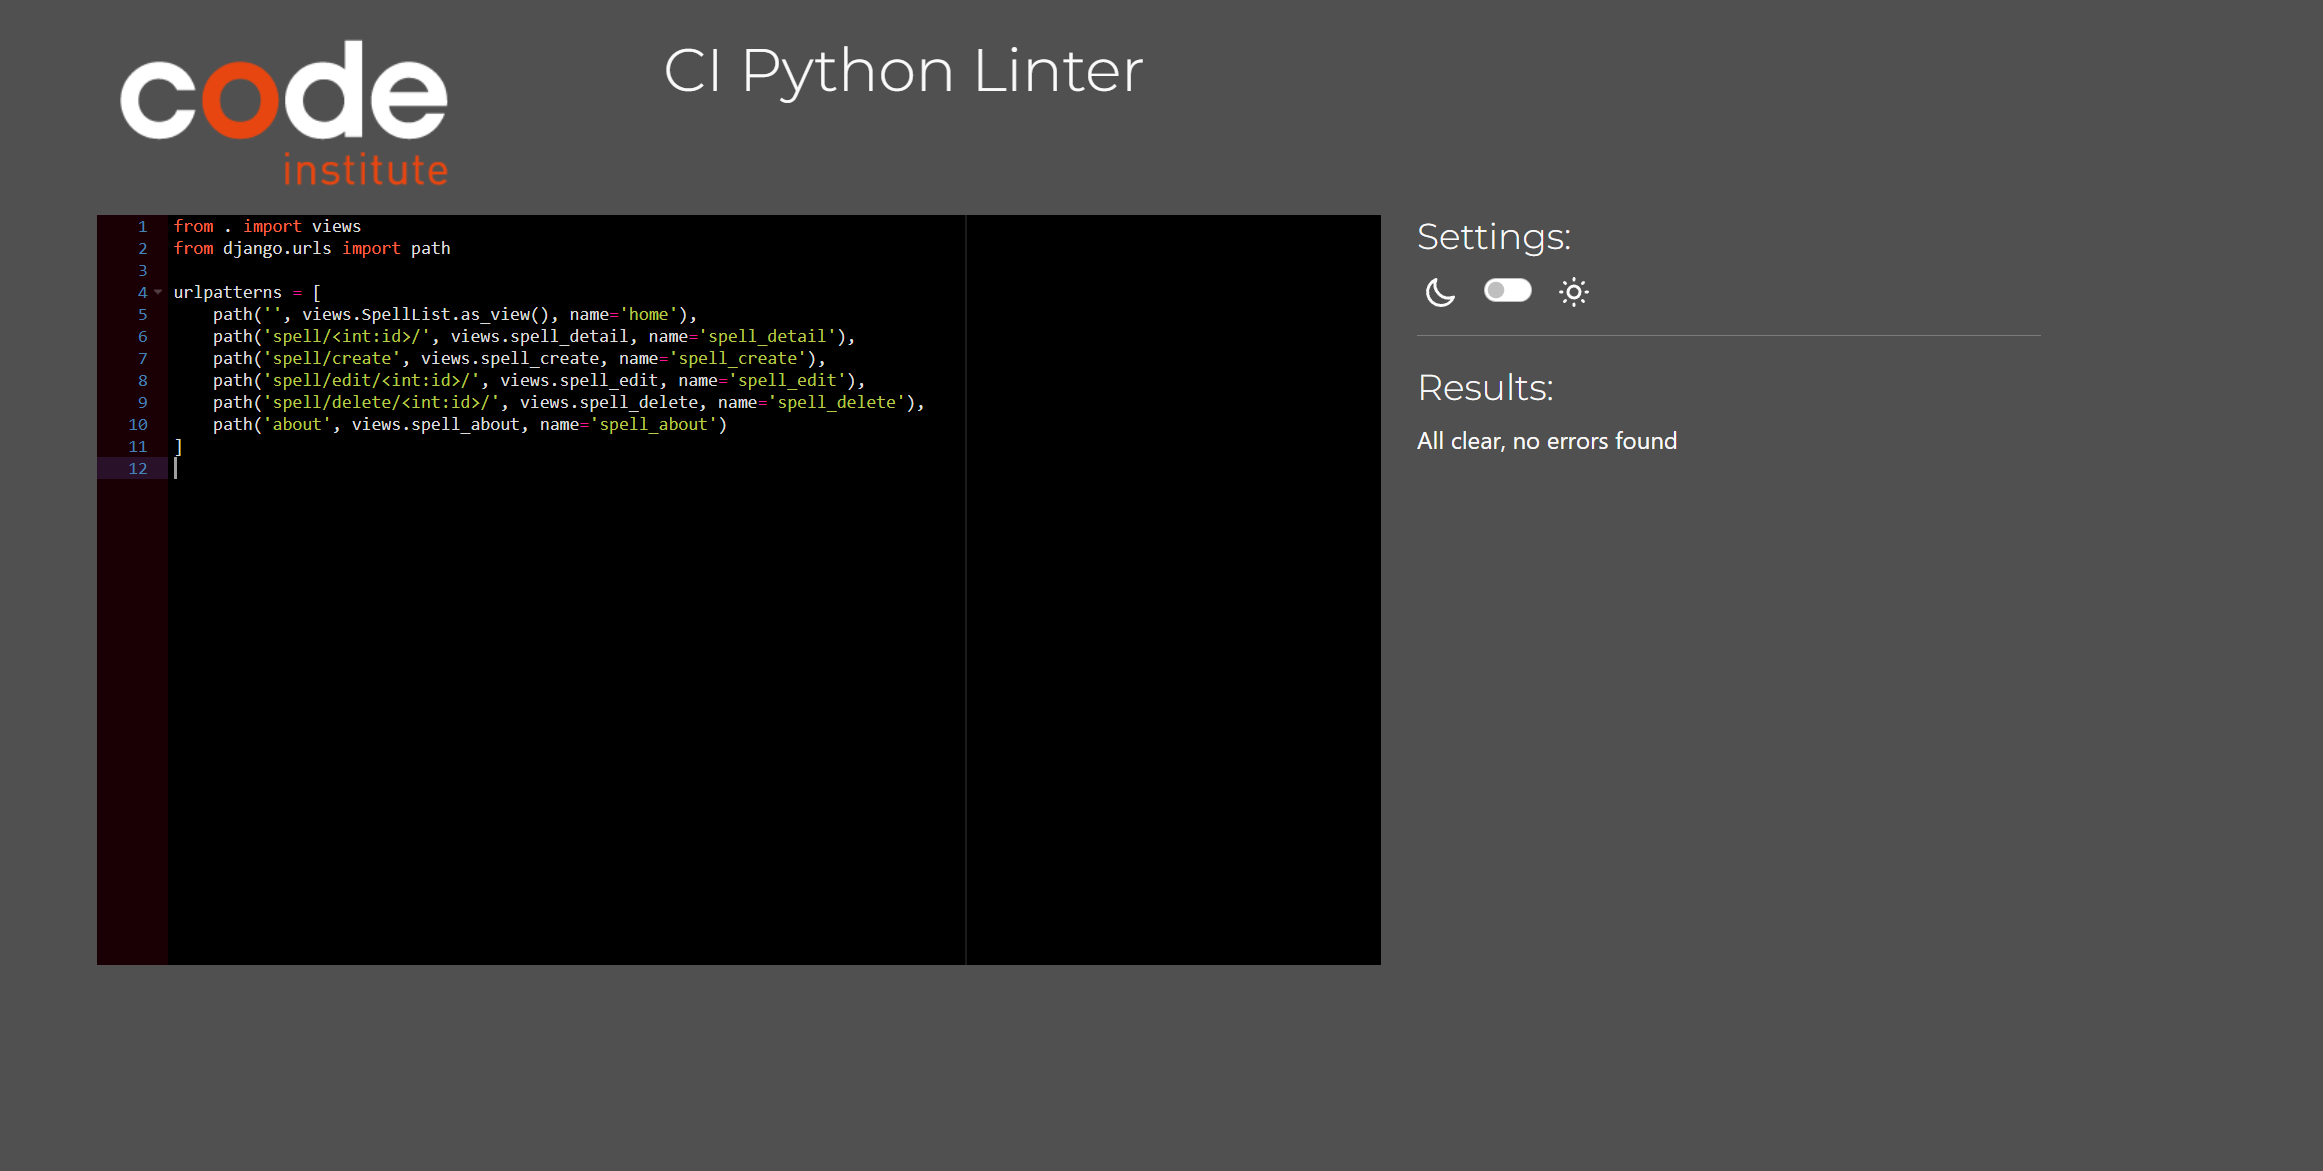 code
institute
CI Python Linter
1 from . import views
2 from django.urls import path
3
4 urlpatterns = [
5     path('', views.SpellList.as_view(), name='home'),
6     path('spell/<int:id>/', views.spell_detail, name='spell_detail'),
7     path('spell/create', views.spell_create, name='spell_create'),
8     path('spell/edit/<int:id>/', views.spell_edit, name='spell_edit'),
9     path('spell/delete/<int:id>/', views.spell_delete, name='spell_delete'),
10     path('about', views.spell_about, name='spell_about')
11 ]
12
Settings:
Results:
All clear, no errors found